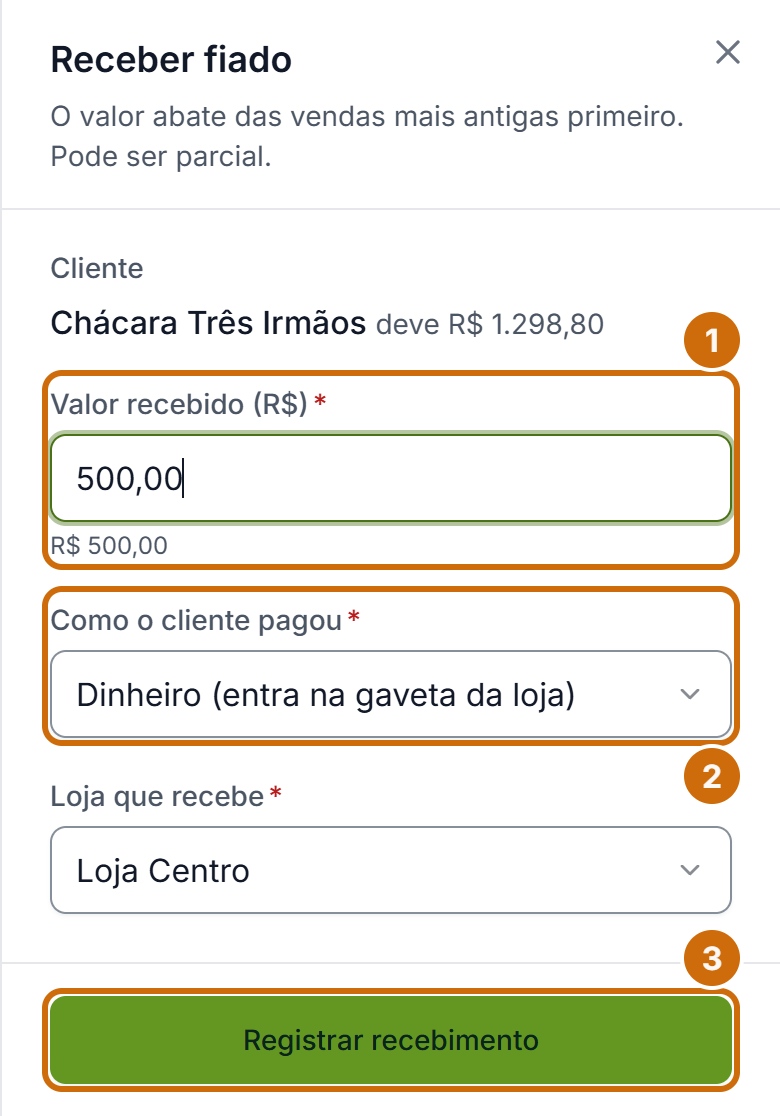 Receber fiado
O valor abate das vendas mais antigas primeiro.
Pode ser parcial.
Cliente
Chácara Três Irmãos deve R$ 1.298,80
1
Valor recebido (R$) *
500,00
R$ 500,00
Como o cliente pagou *
Dinheiro (entra na gaveta da loja)
2
Loja que recebe *
Loja Centro
3
Registrar recebimento